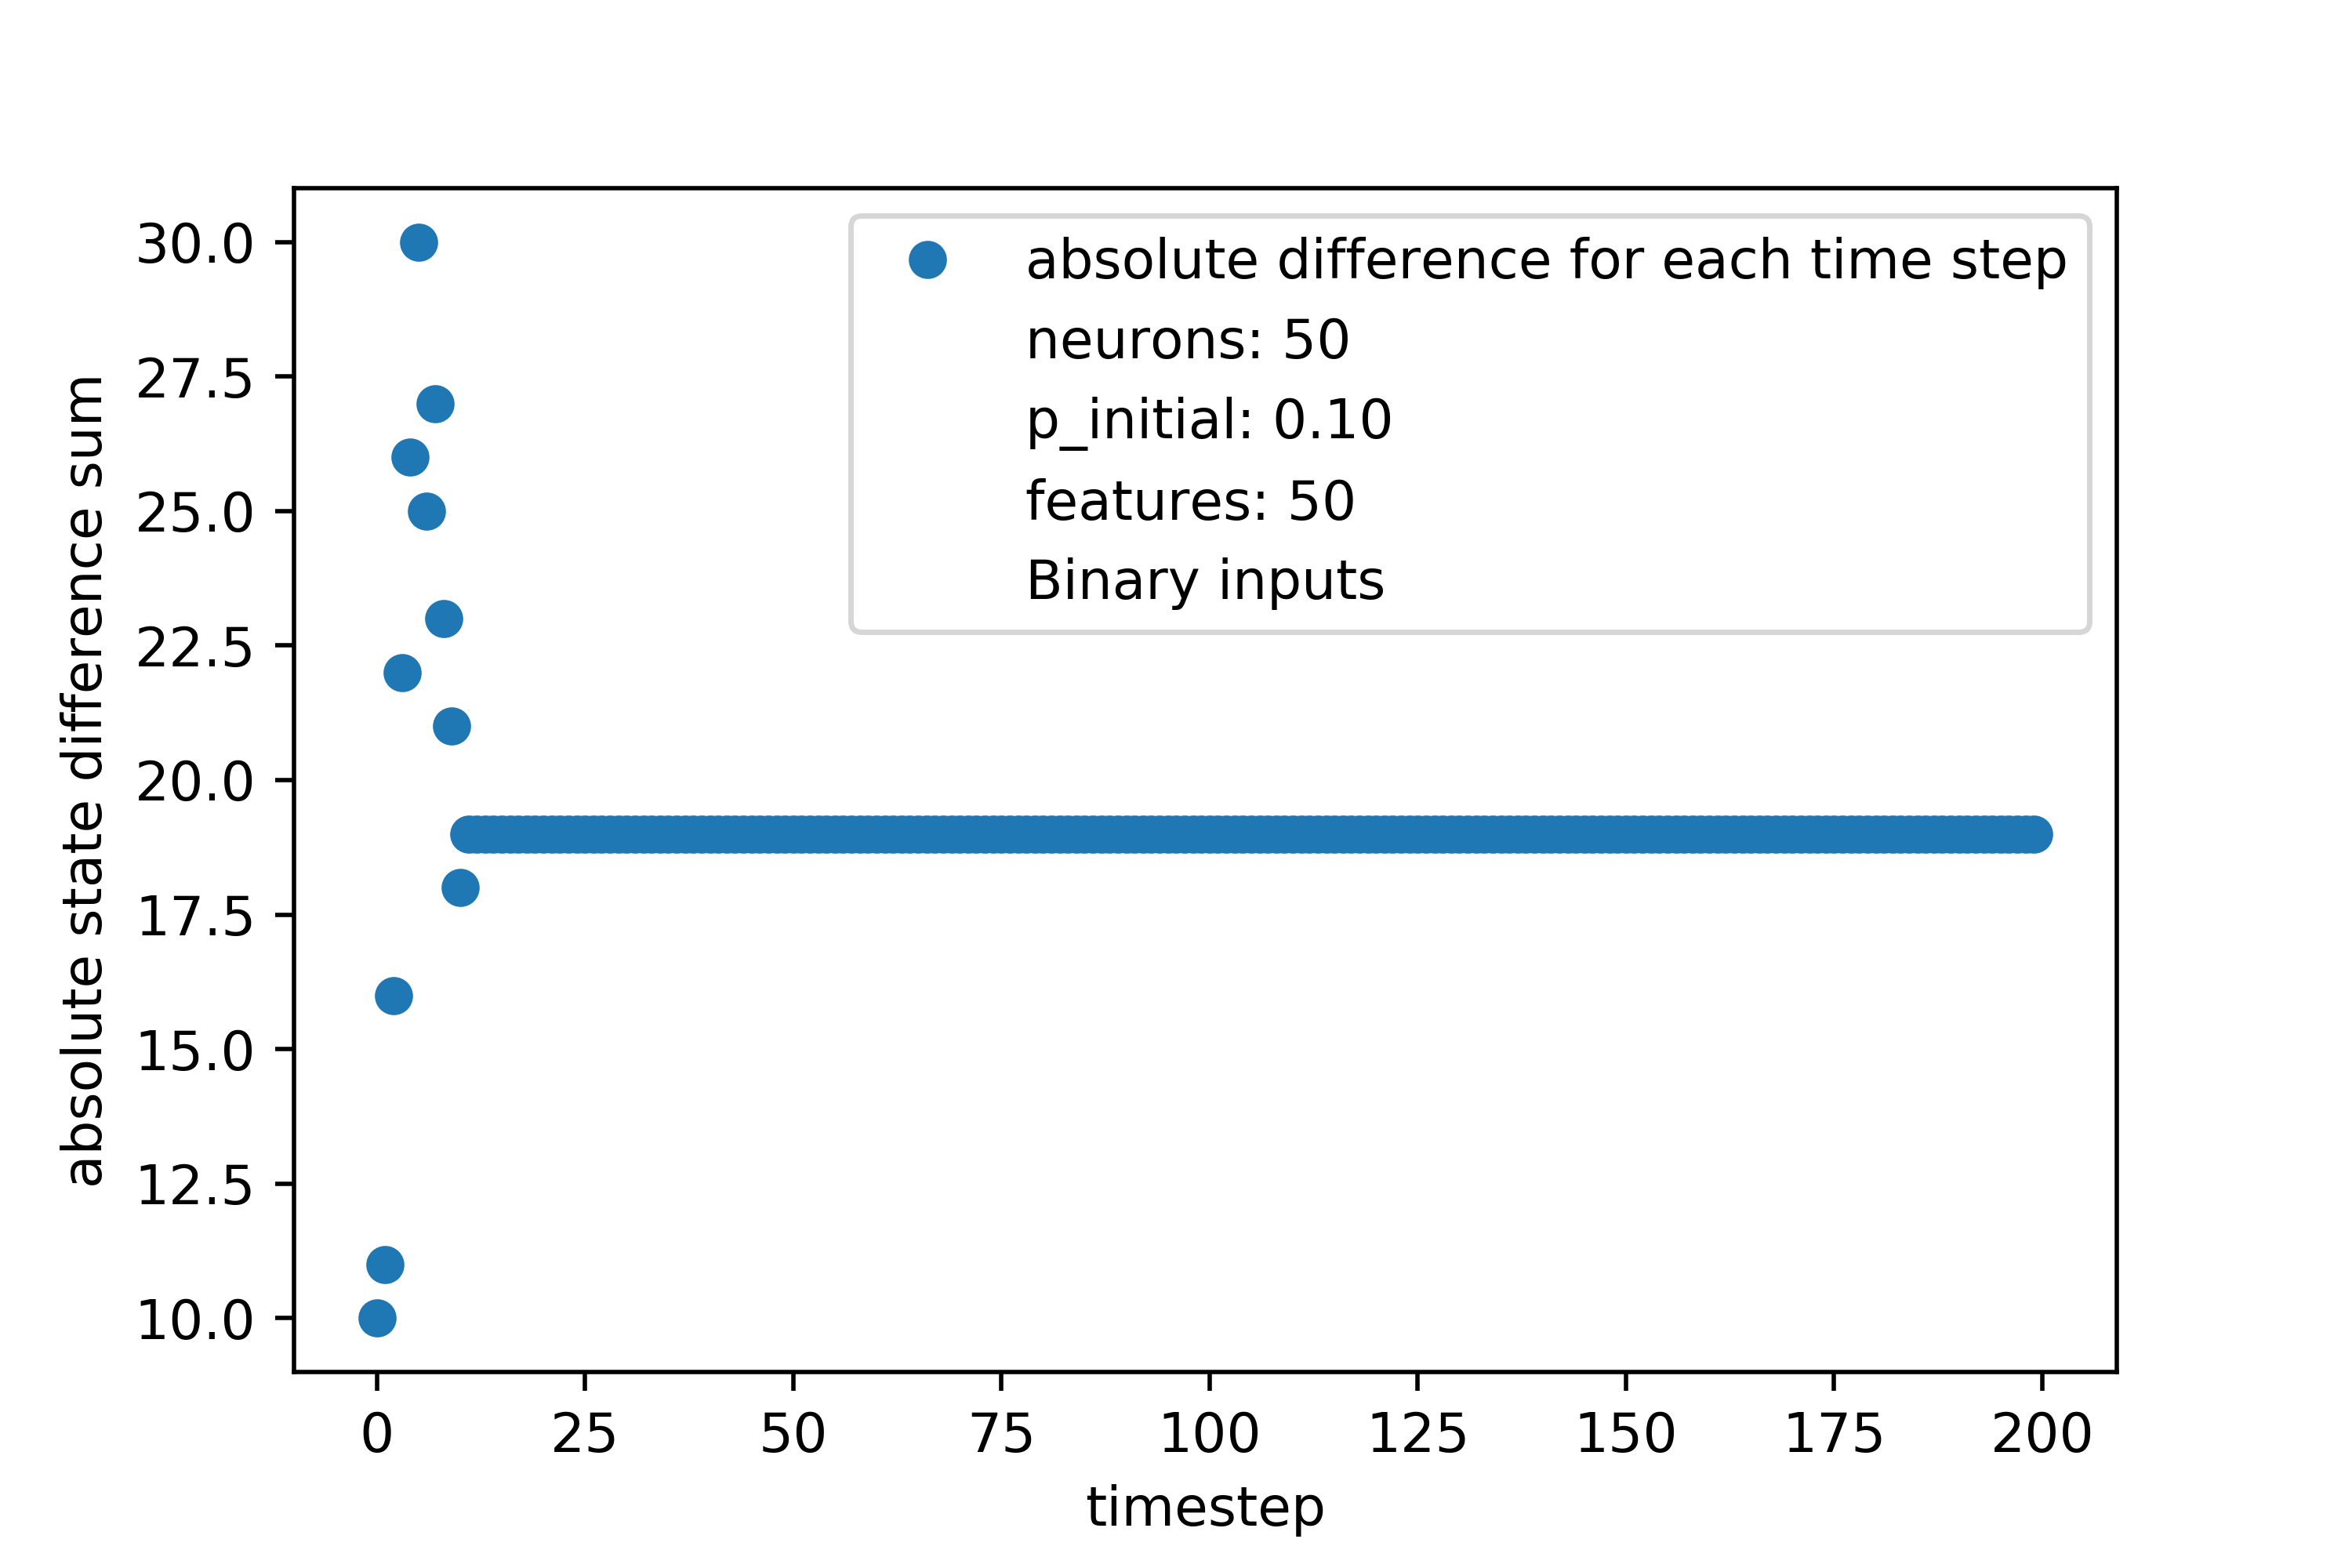 absolute difference for each time step
neurons: 50
p_initial: 0.10
features: 50
Binary inputs
absolute state difference sum
30.0
27.5
25.0
22.5
20.0
17.5
15.0
12.5
10.0
0 25 50 75 100 125 150 175 200
timestep